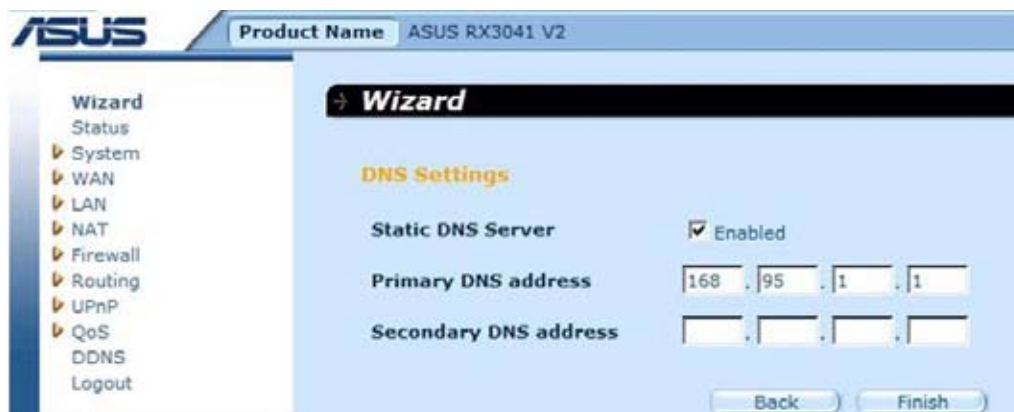 ASUS Product Name ASUS RX3041 V2
Wizard
Status
System
WAN
LAN
NAT
Firewall
Routing
UPnP
QoS
DDNS
Logout
Wizard
DNS Settings
Static DNS Server Enabled
Primary DNS address 168 . 95 . 1 . 1
Secondary DNS address . . .
Back Finish